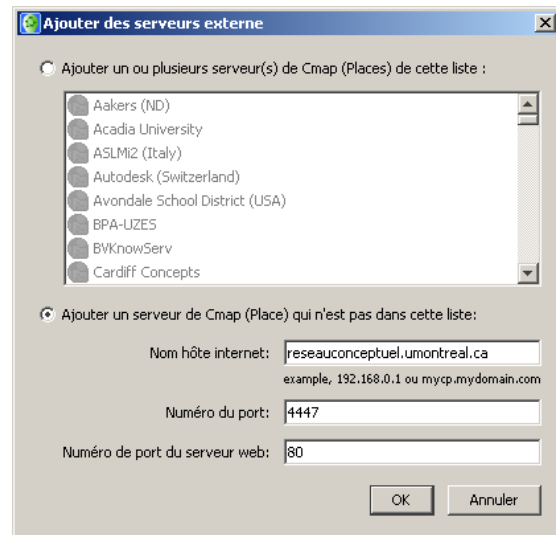 Ajouter des serveurs externe
Ajouter un ou plusieurs serveur(s) de Cmap (Places) de cette liste :
Aakers (ND)
Acadia University
ASLMi2 (Italy)
Autodesk (Switzerland)
Avondale School District (USA)
BPA-UZES
BVKnowServ
Cardiff Concepts
Ajouter un serveur de Cmap (Place) qui n'est pas dans cette liste:
Nom hôte internet: reseauconceptuel.umontreal.ca
example, 192.168.0.1 ou mycp.mydomain.com
Numéro du port: 4447
Numéro de port du serveur web: 80
OK Annuler